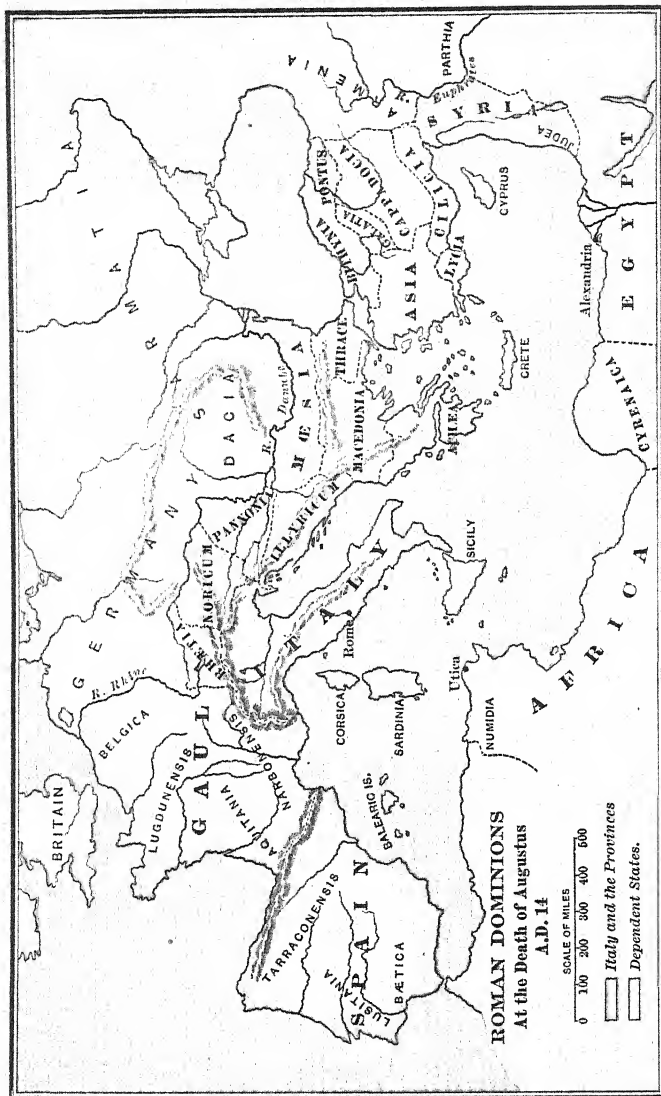 BRITAIN
GERMANY
SARMATIA
R. Rhine
BELGICA
LUGDUNENSIS
GAUL
AQUITANIA
NARBONENSIS
RHÆTIA
NORICUM
PANNONIA
DACIA
R. Danube
MŒSIA
ILLYRICUM
THRACE
MACEDONIA
ACHÆA
ITALY
Rome
CORSICA
SARDINIA
SICILY
BALEARIC IS.
TARRACONENSIS
SPAIN
LUSITANIA
BÆTICA
BITHYNIA
PONTUS
GALATIA
CAPPADOCIA
ASIA
LYCIA
CILICIA
ARMENIA
PARTHIA
R. Euphrates
SYRIA
JUDEA
CYPRUS
CRETE
Utica
NUMIDIA
AFRICA
CYRENAICA
Alexandria
EGYPT
ROMAN DOMINIONS
At the Death of Augustus
A.D. 14
SCALE OF MILES
0 100 200 300 400 500
Italy and the Provinces
Dependent States.